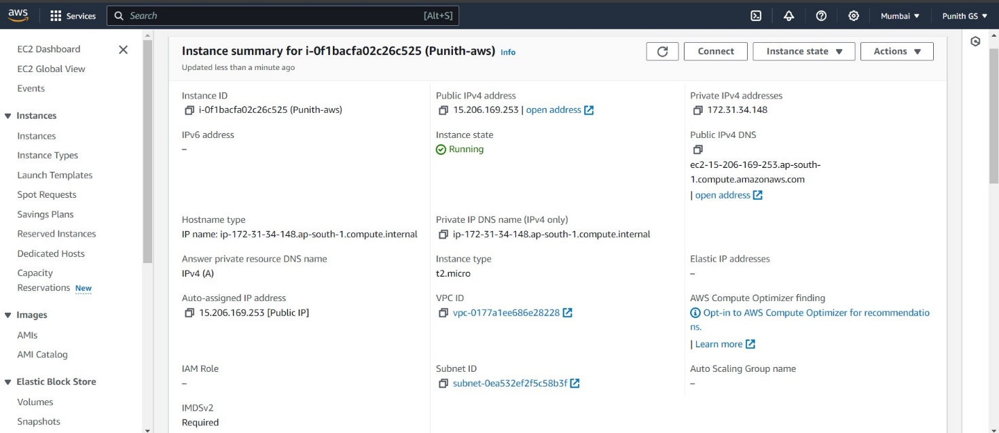 aws
Services
Search
[Alt+S]
Mumbai ▼
Punith GS ▼
EC2 Dashboard
EC2 Global View
Events
Instances
Instances
Instance Types
Launch Templates
Spot Requests
Savings Plans
Reserved Instances
Dedicated Hosts
Capacity
Reservations New
Images
AMIs
AMI Catalog
Elastic Block Store
Volumes
Snapshots
Instance summary for i-0f1bacfa02c26c525 (Punith-aws) Info
Updated less than a minute ago
Connect
Instance state ▼
Actions ▼
Instance ID
i-0f1bacfa02c26c525 (Punith-aws)
Public IPv4 address
15.206.169.253 | open address
Private IPv4 addresses
172.31.34.148
IPv6 address
–
Instance state
Running
Public IPv4 DNS
ec2-15-206-169-253.ap-south-
1.compute.amazonaws.com
| open address
Hostname type
IP name: ip-172-31-34-148.ap-south-1.compute.internal
Private IP DNS name (IPv4 only)
ip-172-31-34-148.ap-south-1.compute.internal
Answer private resource DNS name
IPv4 (A)
Instance type
t2.micro
Elastic IP addresses
–
Auto-assigned IP address
15.206.169.253 [Public IP]
VPC ID
vpc-0177a1ee686e28228
AWS Compute Optimizer finding
Opt-in to AWS Compute Optimizer for recommendatio
ns.
| Learn more
IAM Role
–
Subnet ID
subnet-0ea532ef2f5c58b3f
Auto Scaling Group name
–
IMDSv2
Required